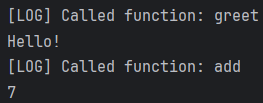 [LOG] Called function: greet
Hello!
[LOG] Called function: add
7